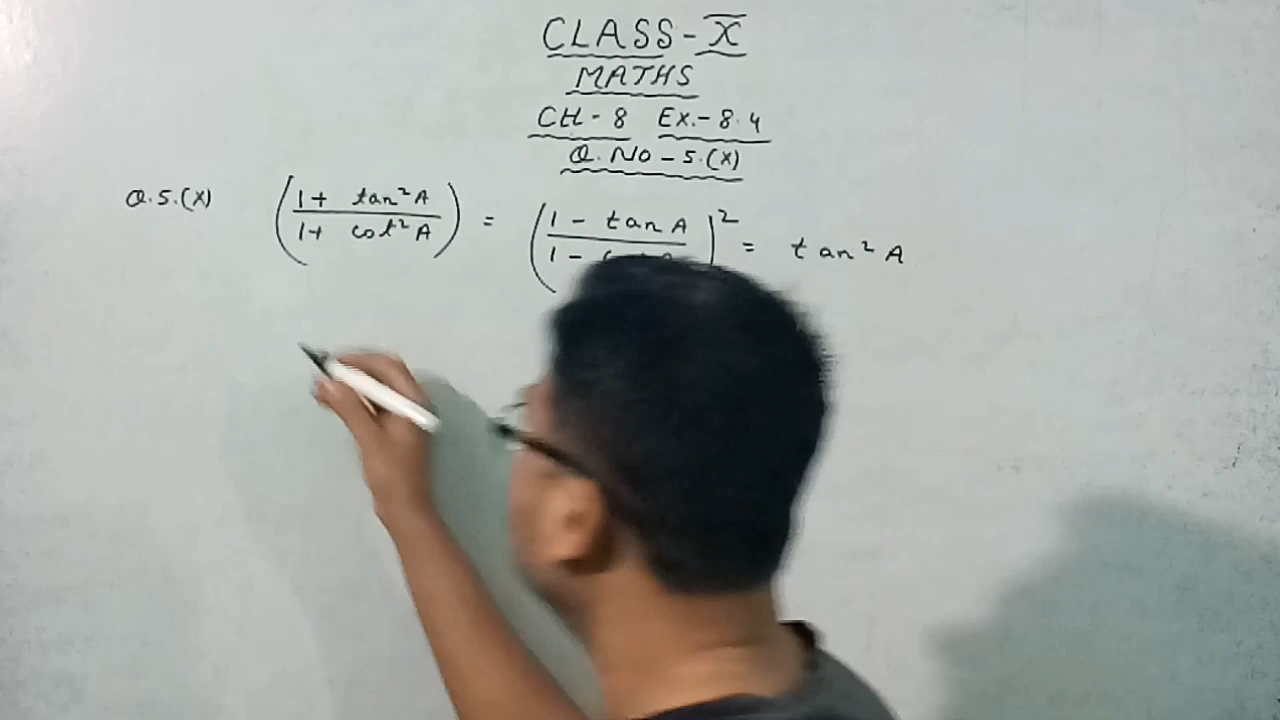 CLASS - X
MATHS
CH - 8 Ex. - 8.4
Q. No - 5.(X)
Q.5.(X) (1 + tan²A / 1 + cot²A) = (1 - tan A / 1 -)² = tan² A